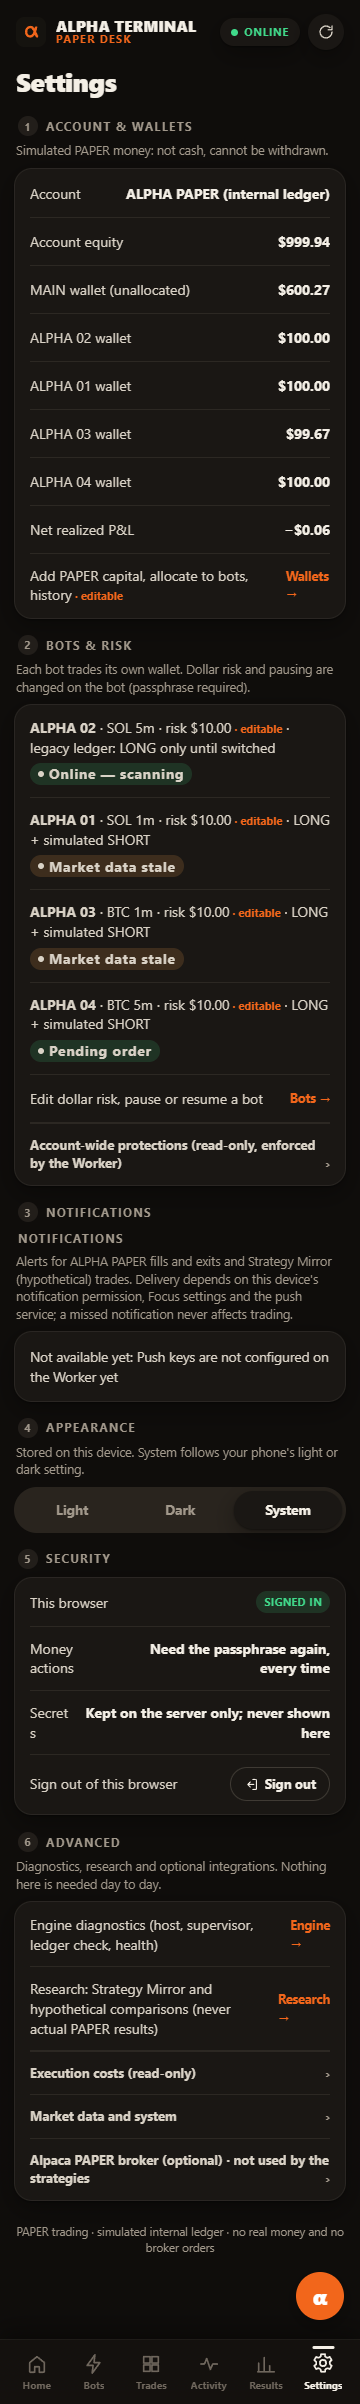 α ALPHA TERMINAL
PAPER DESK
ONLINE
Settings
1 ACCOUNT & WALLETS
Simulated PAPER money: not cash, cannot be withdrawn.
Account ALPHA PAPER (internal ledger)
Account equity $999.94
MAIN wallet (unallocated) $600.27
ALPHA 02 wallet $100.00
ALPHA 01 wallet $100.00
ALPHA 03 wallet $99.67
ALPHA 04 wallet $100.00
Net realized P&L −$0.06
Add PAPER capital, allocate to bots, Wallets
history · editable →
2 BOTS & RISK
Each bot trades its own wallet. Dollar risk and pausing are
changed on the bot (passphrase required).
ALPHA 02 · SOL 5m · risk $10.00 · editable ·
legacy ledger: LONG only until switched
Online — scanning
ALPHA 01 · SOL 1m · risk $10.00 · editable · LONG
+ simulated SHORT
Market data stale
ALPHA 03 · BTC 1m · risk $10.00 · editable · LONG
+ simulated SHORT
Market data stale
ALPHA 04 · BTC 5m · risk $10.00 · editable · LONG
+ simulated SHORT
Pending order
Edit dollar risk, pause or resume a bot Bots →
Account-wide protections (read-only, enforced
by the Worker) ›
3 NOTIFICATIONS
NOTIFICATIONS
Alerts for ALPHA PAPER fills and exits and Strategy Mirror
(hypothetical) trades. Delivery depends on this device's
notification permission, Focus settings and the push
service; a missed notification never affects trading.
Not available yet: Push keys are not configured on
the Worker yet
4 APPEARANCE
Stored on this device. System follows your phone's light or
dark setting.
Light Dark System
5 SECURITY
This browser SIGNED IN
Money Need the passphrase again,
actions every time
Secret Kept on the server only; never shown
s here
Sign out of this browser Sign out
6 ADVANCED
Diagnostics, research and optional integrations. Nothing
here is needed day to day.
Engine diagnostics (host, supervisor, Engine
ledger check, health) →
Research: Strategy Mirror and
hypothetical comparisons (never Research
actual PAPER results) →
Execution costs (read-only) ›
Market data and system ›
Alpaca PAPER broker (optional) · not used by the
strategies ›
PAPER trading · simulated internal ledger · no real money and no
broker orders
α
Home Bots Trades Activity Results Settings